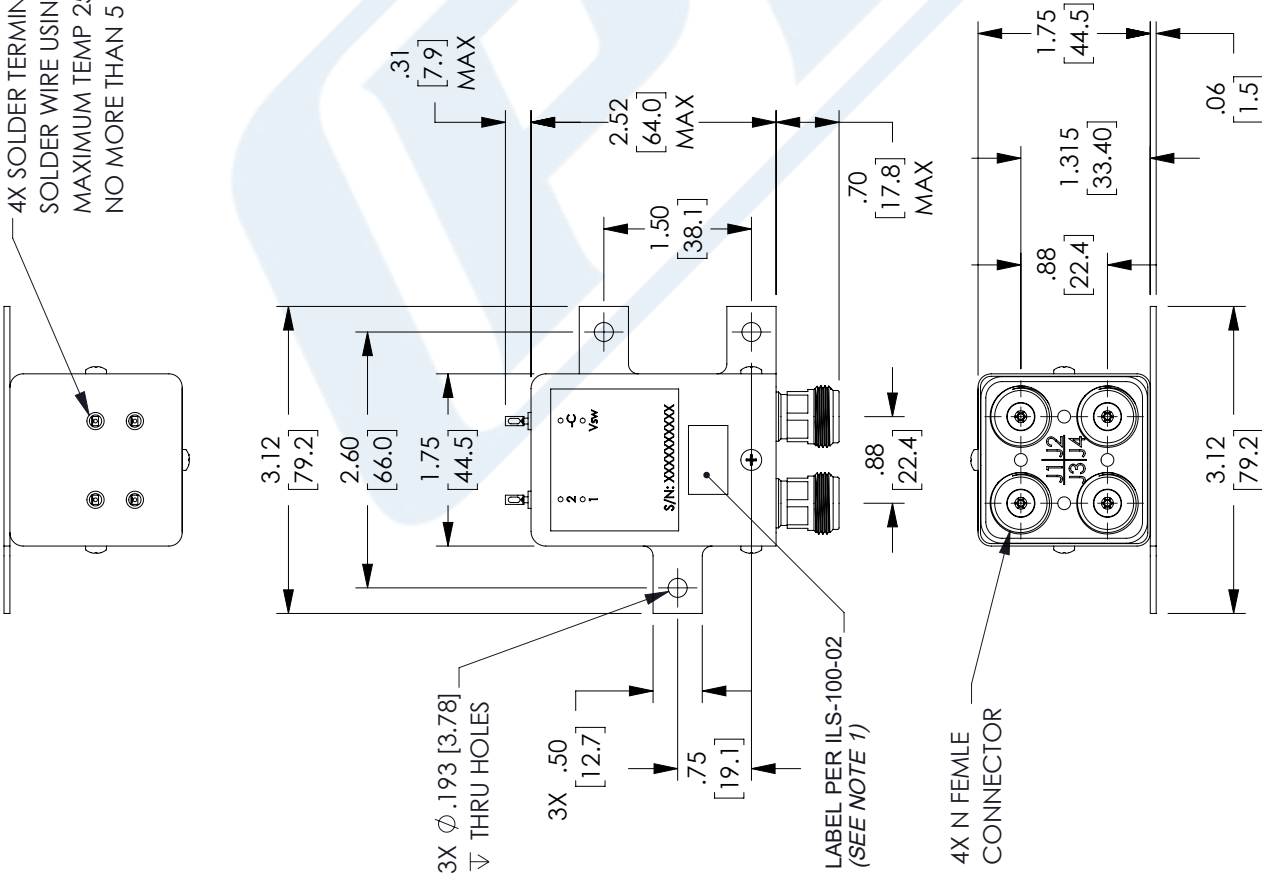 4X SOLDER
SOLDER WIRE
MAXIMUM TEMP
NO MORE THAN 5
3.12
[79.2]
2.60
[66.0]
1.75
[44.5]
.31
[7.9]
MAX
2.52
[64.0]
MAX
1.50
[38.1]
.70
[17.8]
MAX
2
1
-C
Vsw
S/N: XXXXXXXXXXX
3X Ø .193 [3.78]
↧ THRU HOLES
3X .50
[12.7]
.75
[19.1]
.88
[22.4]
LABEL PER ILS-100-02
(SEE NOTE 1)
4X N FEMLE
CONNECTOR
J1 J2
J3 J4
.88
[22.4]
1.315
[33.40]
1.75
[44.5]
.06
[1.5]
3.12
[79.2]